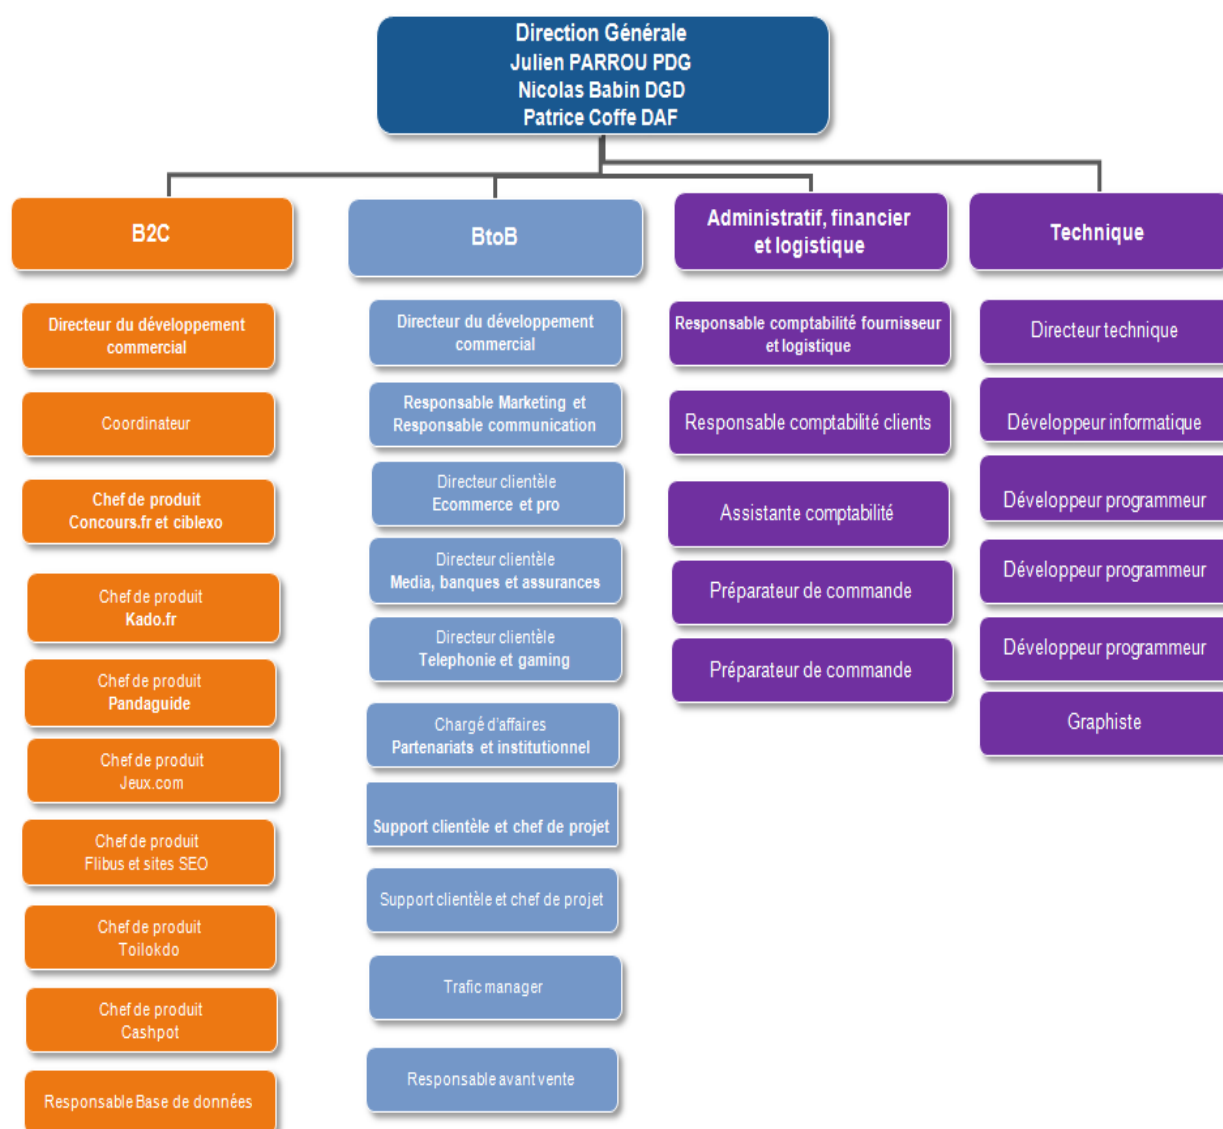 Direction Générale
Julien PARROU PDG
Nicolas Babin DGD
Patrice Coffe DAF
B2C
Directeur du développement
commercial
Coordinateur
Chef de produit
Concours.fr et ciblexo
Chef de produit
Kado.fr
Chef de produit
Pandaguide
Chef de produit
Jeux.com
Chef de produit
Flibus et sites SEO
Chef de produit
Toilokdo
Chef de produit
Cashpot
Responsable Base de données
BtoB
Directeur du développement
commercial
Responsable Marketing et
Responsable communication
Directeur clientèle
Ecommerce et pro
Directeur clientèle
Media, banques et assurances
Directeur clientèle
Telephonie et gaming
Chargé d'affaires
Partenariats et institutionnel
Support clientèle et chef de projet
Support clientèle et chef de projet
Trafic manager
Responsable avant vente
Administratif, financier
et logistique
Responsable comptabilité fournisseur
et logistique
Responsable comptabilité clients
Assistante comptabilité
Préparateur de commande
Préparateur de commande
Technique
Directeur technique
Développeur informatique
Développeur programmeur
Développeur programmeur
Développeur programmeur
Graphiste